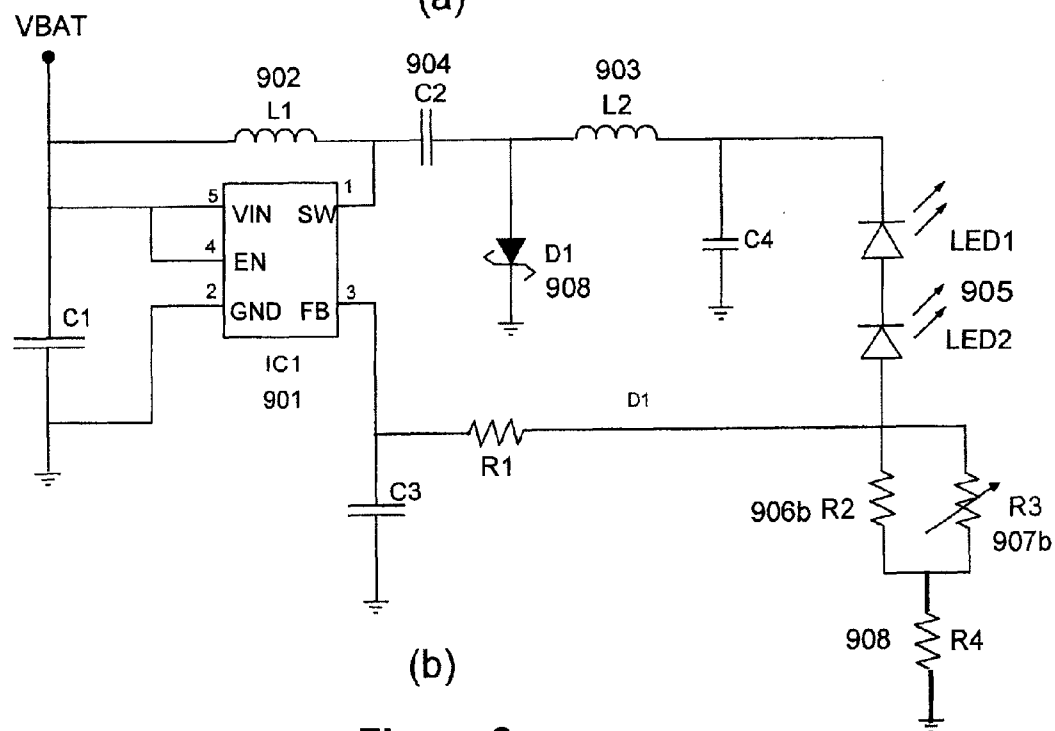 (a)
VBAT
902
L1
904
C2
903
L2
5
VIN
SW
1
4
EN
2
GND
FB
3
IC1
901
C1
D1
908
C4
LED1
905
LED2
D1
R1
C3
906b R2
R3
907b
908
R4
(b)